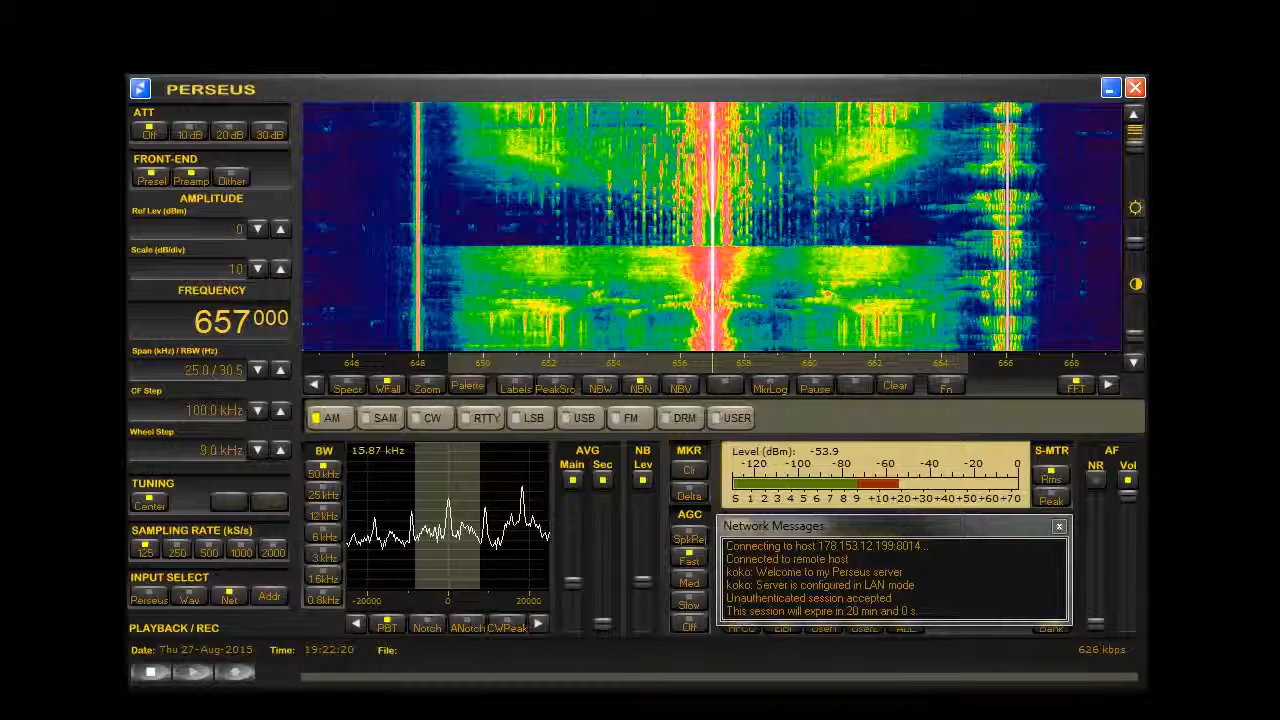 PERSEUS
ATT
Off 10 dB 20 dB 30 dB
FRONT-END
Presel Preamp Dither
AMPLITUDE
Ref Lev (dBm)
0
Scale (dB/div)
10
FREQUENCY
657000
Span (kHz) / RBW (Hz)
25.0 / 30.5
CF Step
100.0 kHz
Wheel Step
9.0 kHz
TUNING
Center
SAMPLING RATE (kS/s)
125 250 500 1000 2000
INPUT SELECT
Perseus Wav Net Addr
PLAYBACK / REC
646 648 650 652 654 656 658 660 662 664 666 668
Spect WFall Zoom Palette Labels PeakSrc NBW NBN NBV MkrLog Pause Clear Fn FFT
AM SAM CW RTTY LSB USB FM DRM USER
BW
50 kHz
25 kHz
12 kHz
6 kHz
3 kHz
1.6kHz
0.8kHz
15.87 kHz
-20000 0 20000
PBT Notch ANotch CWPeak
AVG
Main Sec
NB
Lev
MKR
Clr
Delta
AGC
Fast
Med
Slow
Off
Level (dBm): -53.9
-120 -100 -80 -60 -40 -20 0
S 1 2 3 4 5 6 7 8 9 +10+20+30+40+50+60+70
S-MTR
Rms
Peak
AF
NR Vol
Network Messages
Connecting to host 178.153.12.199:8014...
Connected to remote host
koko: Welcome to my Perseus server
koko: Server is configured in LAN mode
Unauthenticated session accepted
This session will expire in 20 min and 0 s.
Date: Thu 27-Aug-2015 Time: 19:22:20 File:
626 kbps